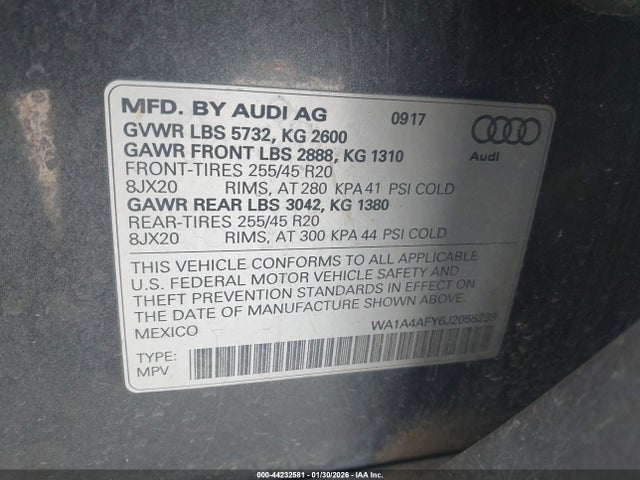 MFD. BY AUDI AG 0917
GVWR LBS 5732, KG 2600
GAWR FRONT LBS 2888, KG 1310
FRONT-TIRES 255/45 R20
8JX20 RIMS, AT 280 KPA 41 PSI COLD
GAWR REAR LBS 3042, KG 1380
REAR-TIRES 255/45 R20
8JX20 RIMS, AT 300 KPA 44 PSI COLD
Audi
THIS VEHICLE CONFORMS TO ALL APPLICABLE
U.S. FEDERAL MOTOR VEHICLE SAFETY AND
THEFT PREVENTION STANDARDS IN EFFECT ON
THE DATE OF MANUFACTURE SHOWN ABOVE.
MEXICO WA1A4AFY6J2055239
TYPE:
MPV
000-44232581 | 01/30/2026 | IAA Inc.